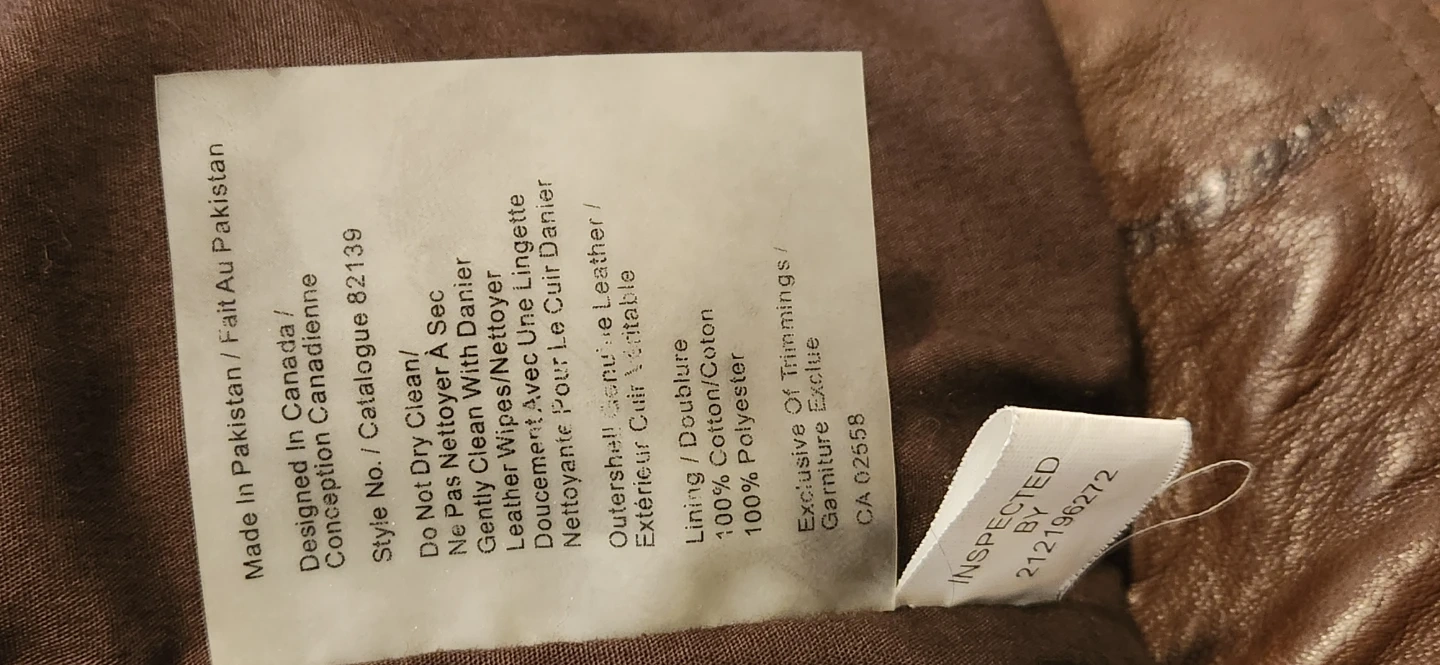 Made In Pakistan / Fait Au Pakistan
Designed In Canada /
Conception Canadienne
Style No. / Catalogue 82139
Do Not Dry Clean/
Ne Pas Nettoyer À Sec
Gently Clean With Danier
Leather Wipes/Nettoyer
Doucement Avec Une Lingette
Nettoyante Pour Le Cuir Danier
Outershell Genuine Leather /
Extérieur Cuir Véritable
Lining / Doublure
100% Cotton/Coton
100% Polyester
Exclusive Of Trimmings /
Garniture Exclue
CA 02558
INSPECTED
BY
212196272